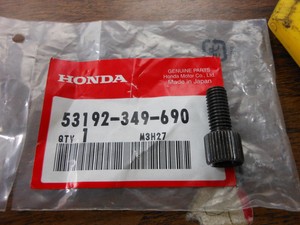 HONDA
GENUINE PARTS
Honda Motor Co., Ltd.
Made in Japan
53192-349-690
QTY 1 M3H27